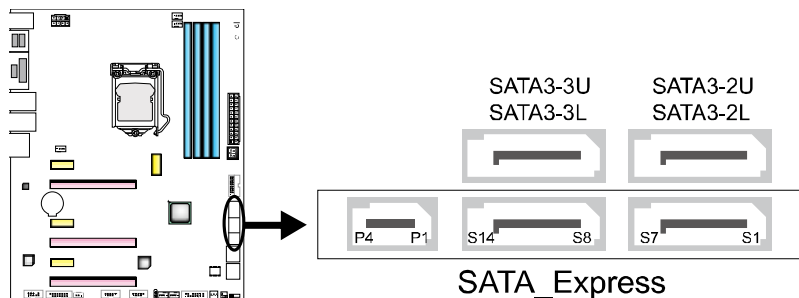 SATA3-3U SATA3-2U
SATA3-3L SATA3-2L
P4 P1 S14 S8 S7 S1
SATA_Express